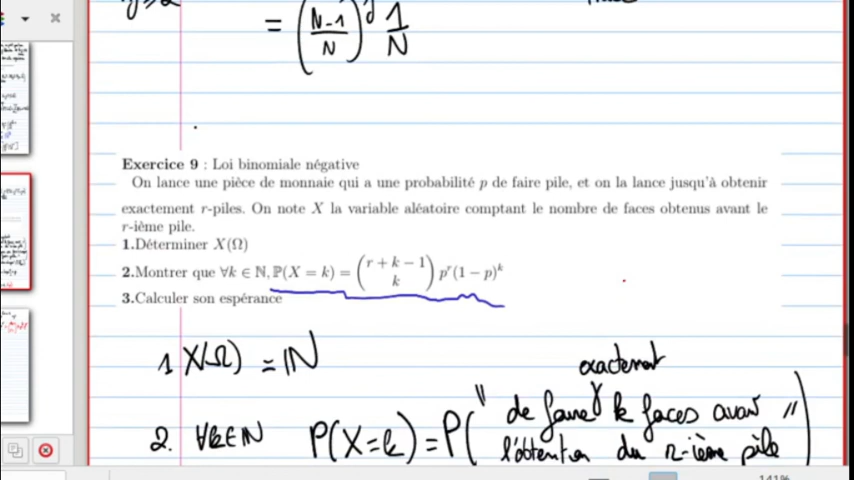 y ≥ 2
= (N-1/N)^y 1/N
Exercice 9 : Loi binomiale négative
On lance une pièce de monnaie qui a une probabilité p de faire pile, et on la lance jusqu'à obtenir
exactement r-piles. On note X la variable aléatoire comptant le nombre de faces obtenus avant le
r-ième pile.
1.Déterminer X(Ω)
2.Montrer que ∀k ∈ ℕ, ℙ(X = k) = (r + k − 1 k) p^r(1 − p)^k
3.Calculer son espérance
1 X(Ω) = ℕ
exactement
2. ∀k∈ℕ P(X=k) = P( " de faire k faces avant "
l'obtention du r-ième pile )
141%